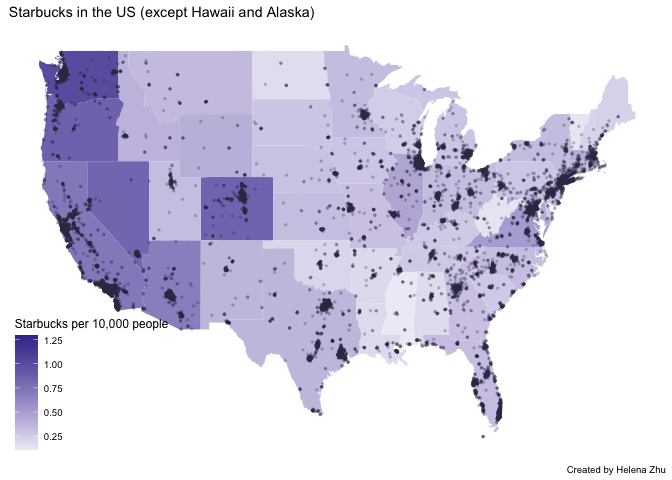 Starbucks in the US (except Hawaii and Alaska)
Starbucks per 10,000 people
1.25
1.00
0.75
0.50
0.25
Created by Helena Zhu